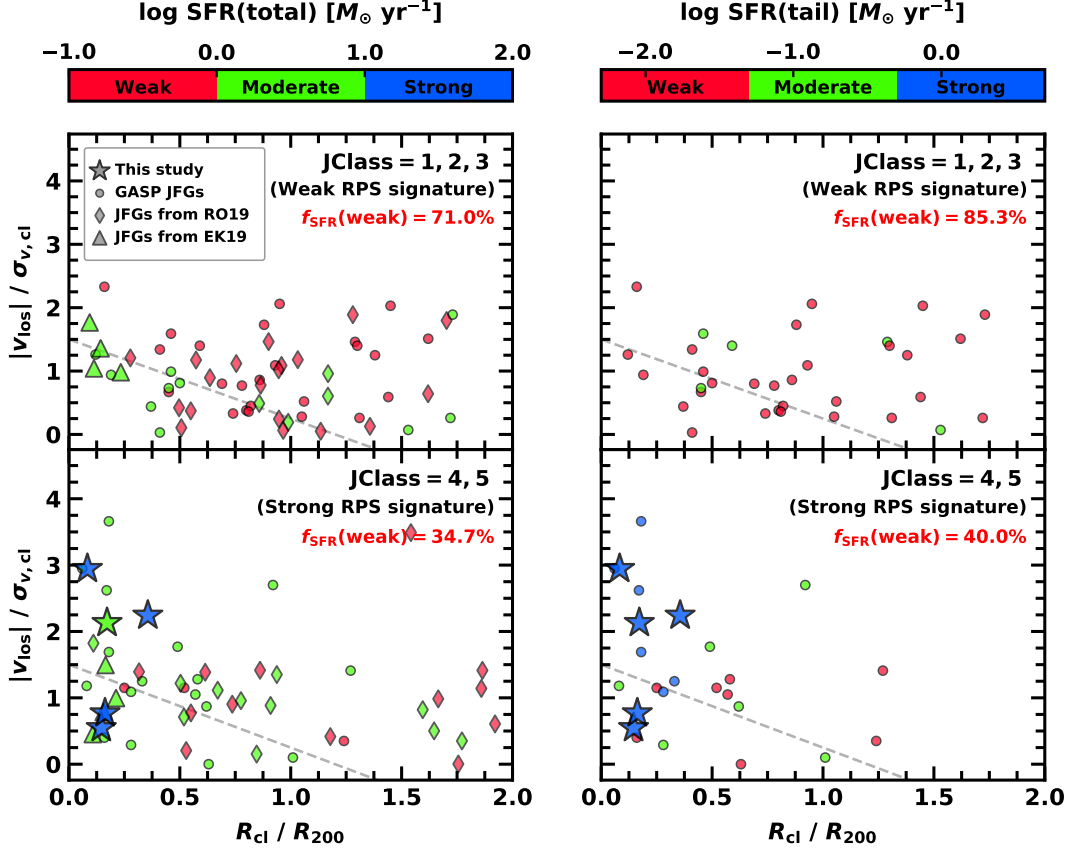 log SFR(total) [M⊙ yr⁻¹]
−1.0 0.0 1.0 2.0
Weak Moderate Strong
log SFR(tail) [M⊙ yr⁻¹]
−2.0 −1.0 0.0
Weak Moderate Strong
This study
GASP JFGs
JFGs from RO19
JFGs from EK19
JClass = 1, 2, 3
(Weak RPS signature)
fSFR(weak) = 71.0%
4
3
2
1
0
|vlos| / σv, cl
JClass = 1, 2, 3
(Weak RPS signature)
fSFR(weak) = 85.3%
JClass = 4, 5
(Strong RPS signature)
fSFR(weak) = 34.7%
4
3
2
1
0
|vlos| / σv, cl
0.0 0.5 1.0 1.5 2.0
Rcl / R200
JClass = 4, 5
(Strong RPS signature)
fSFR(weak) = 40.0%
0.0 0.5 1.0 1.5 2.0
Rcl / R200